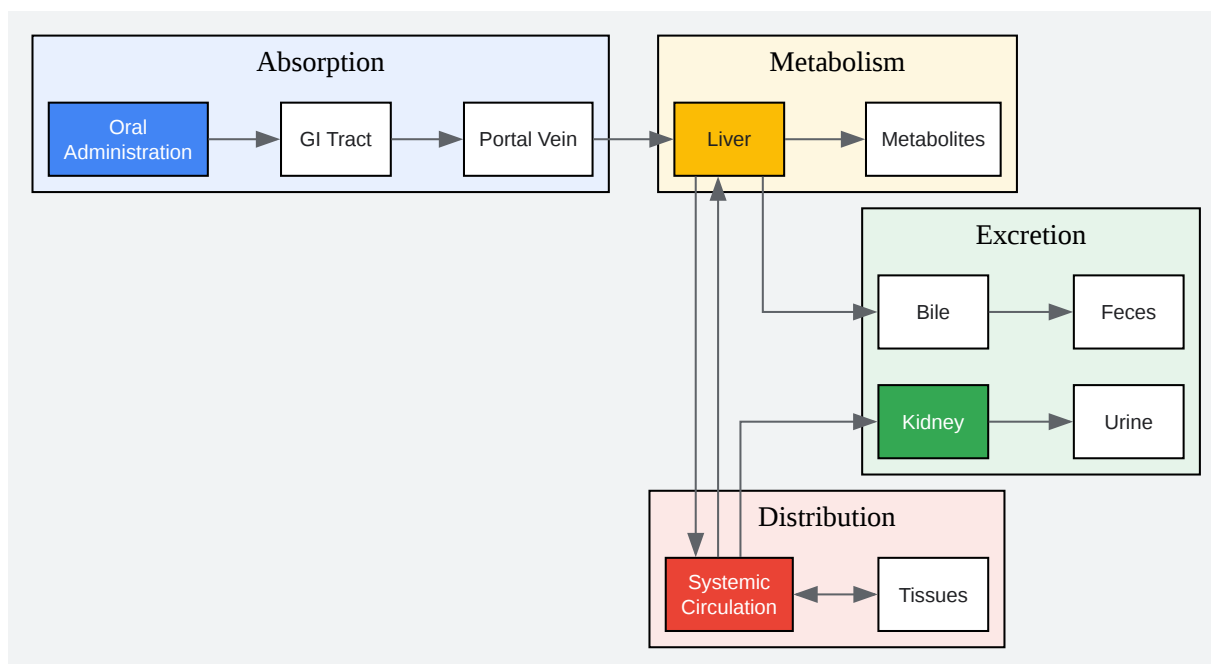 Absorption
Oral
Administration
GI Tract
Portal Vein
Metabolism
Liver
Metabolites
Excretion
Bile
Feces
Kidney
Urine
Distribution
Systemic
Circulation
Tissues